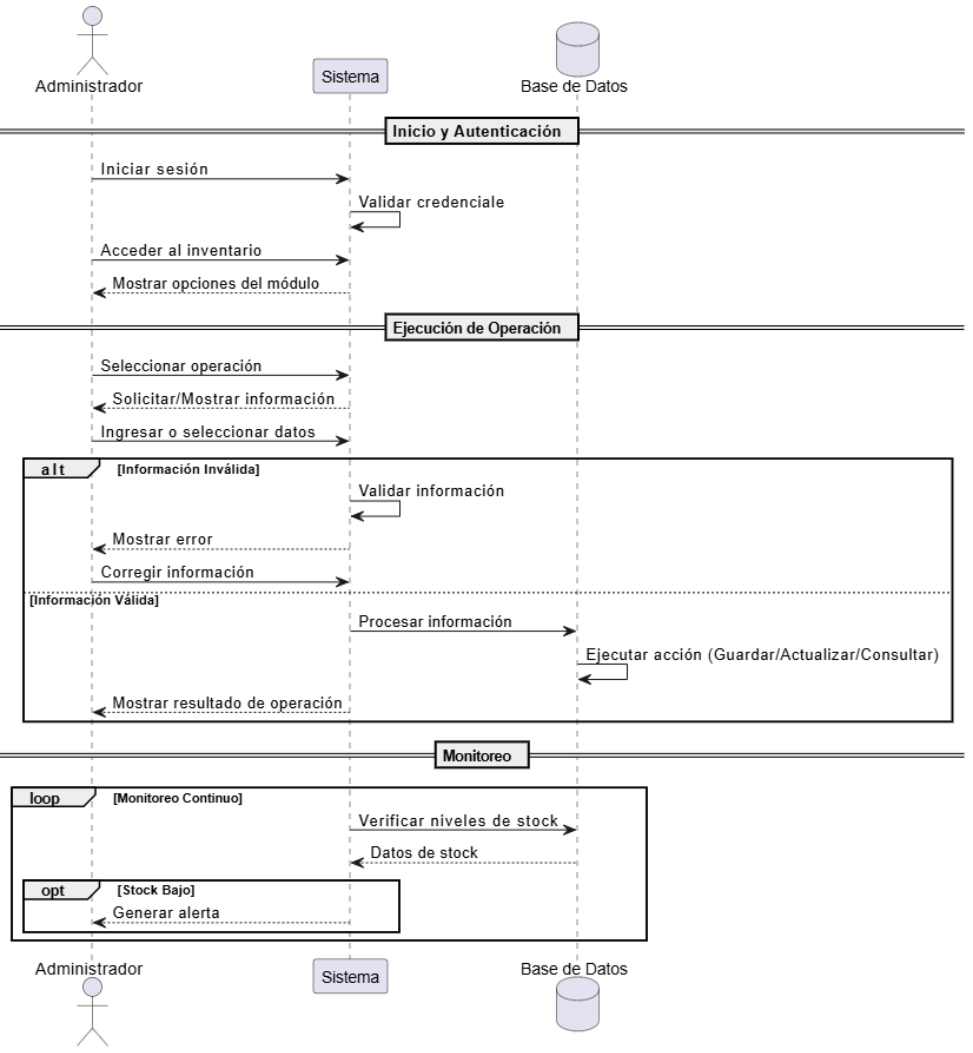 Administrador
Sistema
Base de Datos
Inicio y Autenticación
Iniciar sesión
Validar credenciale
Acceder al inventario
Mostrar opciones del módulo
Ejecución de Operación
Seleccionar operación
Solicitar/Mostrar información
Ingresar o seleccionar datos
alt
[Información Inválida]
Validar información
Mostrar error
Corregir información
[Información Válida]
Procesar información
Ejecutar acción (Guardar/Actualizar/Consultar)
Mostrar resultado de operación
Monitoreo
loop
[Monitoreo Continuo]
Verificar niveles de stock
Datos de stock
opt
[Stock Bajo]
Generar alerta
Administrador
Sistema
Base de Datos